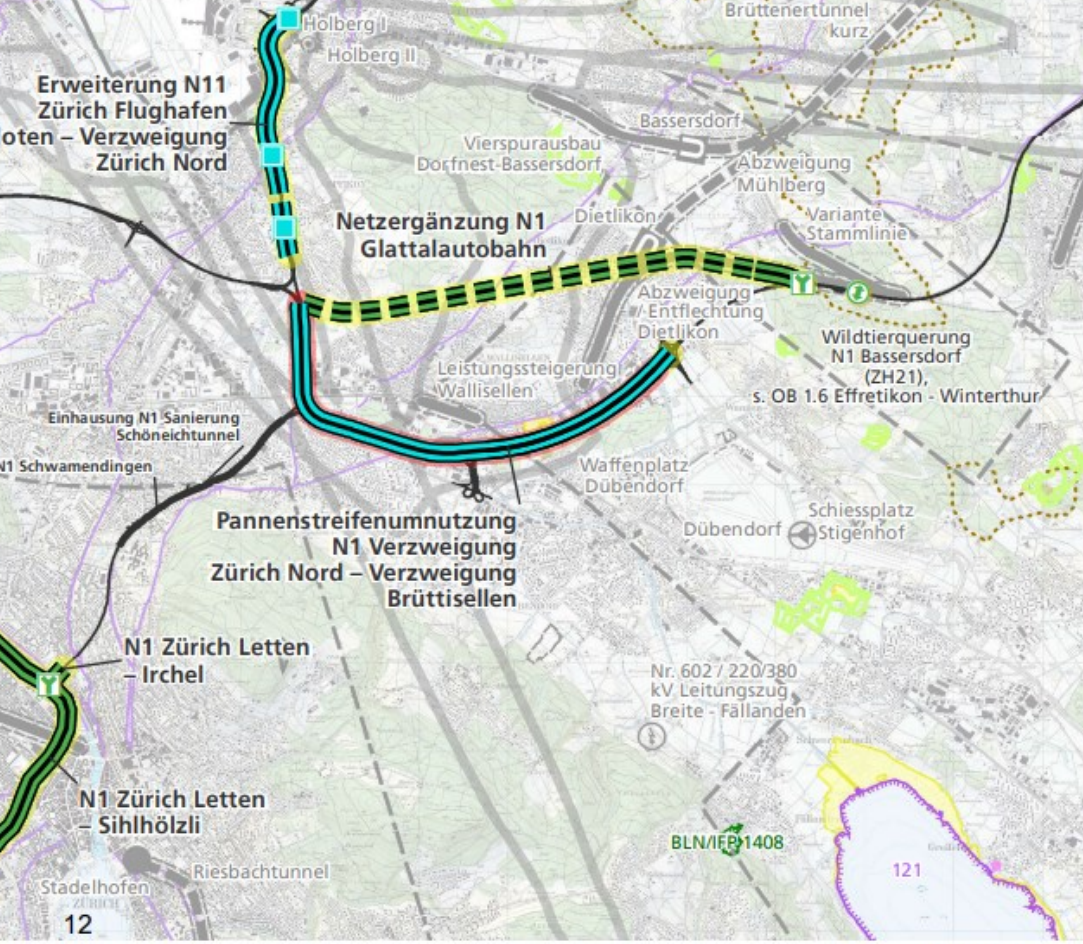 Holberg I
Holberg II
Brüttenertunnel
kurz
Erweiterung N11
Zürich Flughafen
loten – Verzweigung
Zürich Nord
Bassersdorf
Vierspurausbau
Dorfnest-Bassersdorf
Abzweigung
Mühlberg
Netzergänzung N1
Glattalautobahn
Dietlikon
Variante
Stammlinie
Abzweigung
/ Entflechtung
Dietlikon
Wildtierquerung
N1 Bassersdorf
(ZH21),
s. OB 1.6 Effretikon - Winterthur
Leistungssteigerung
Wallisellen
Einhausung N1 Sanierung
Schöneichtunnel
N1 Schwamendingen
Waffenplatz
Dübendorf
Pannenstreifenumnutzung
N1 Verzweigung
Zürich Nord – Verzweigung
Brüttisellen
Dübendorf
Schiessplatz
Stigenhof
N1 Zürich Letten
– Irchel
Nr. 602 / 220/380
kV Leitungszug
Breite - Fällanden
N1 Zürich Letten
– Sihlhölzli
BLN/IFP 1408
121
Riesbachtunnel
Stadelhofen
ZÜRICH
12